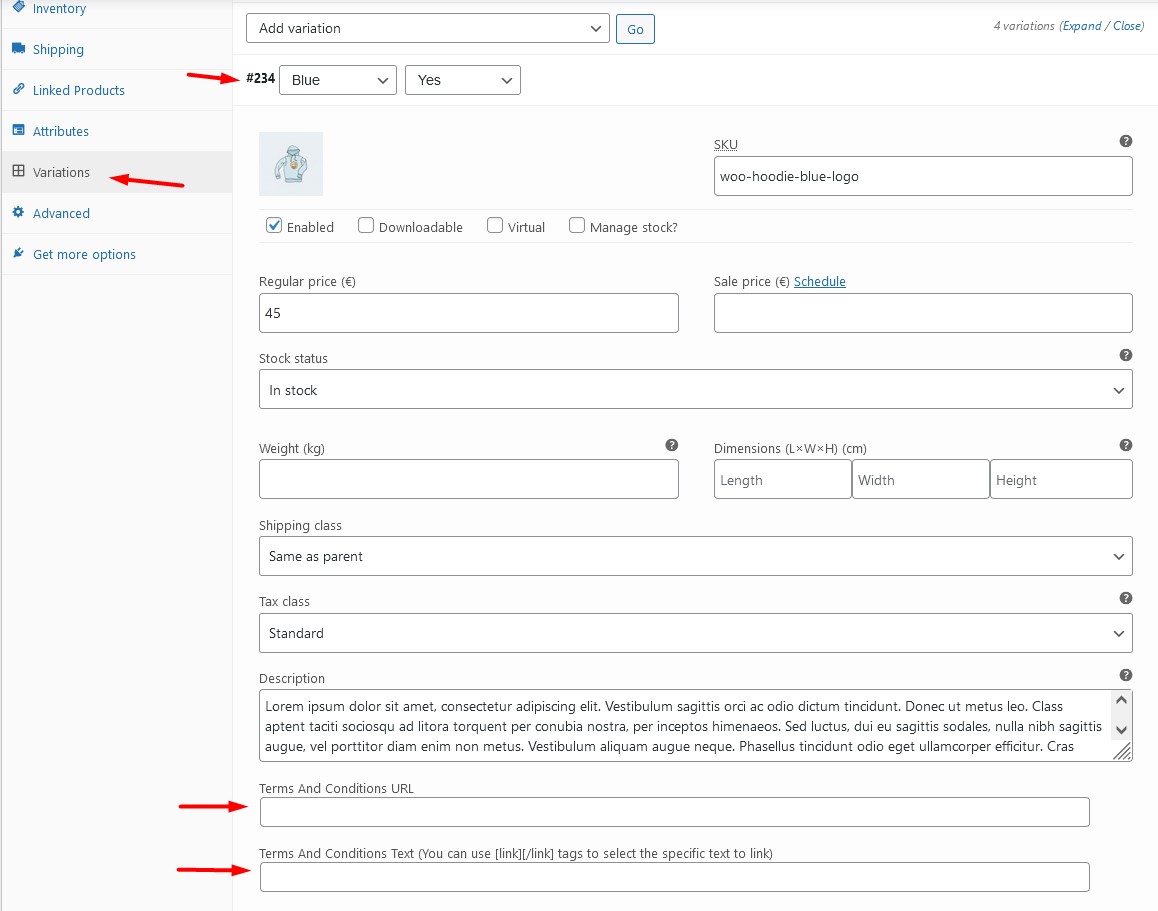 Inventory
Shipping
Linked Products
Attributes
Variations
Advanced
Get more options
Add variation Go 4 variations (Expand / Close)
#234 Blue Yes
SKU
woo-hoodie-blue-logo
Enabled Downloadable Virtual Manage stock?
Regular price (€) Sale price (€) Schedule
45
Stock status
In stock
Weight (kg) Dimensions (L×W×H) (cm)
Length Width Height
Shipping class
Same as parent
Tax class
Standard
Description
Lorem ipsum dolor sit amet, consectetur adipiscing elit. Vestibulum sagittis orci ac odio dictum tincidunt. Donec ut metus leo. Class
aptent taciti sociosqu ad litora torquent per conubia nostra, per inceptos himenaeos. Sed luctus, dui eu sagittis sodales, nulla nibh sagittis
augue, vel porttitor diam enim non metus. Vestibulum aliquam augue neque. Phasellus tincidunt odio eget ullamcorper efficitur. Cras
Terms And Conditions URL
Terms And Conditions Text (You can use [link][/link] tags to select the specific text to link)